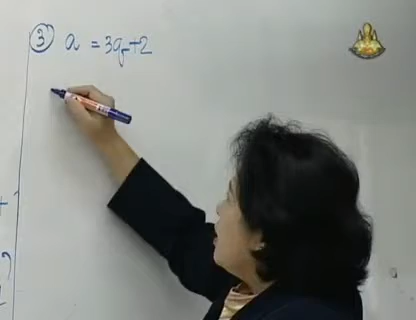 ③ a = 3q+2